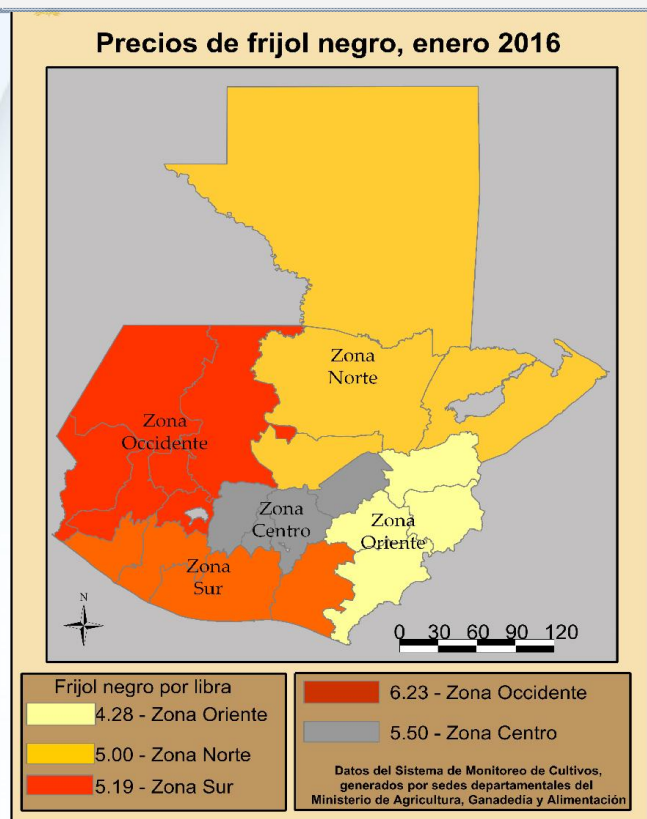 Precios de frijol negro, enero 2016
Zona
Norte
Zona
Occidente
Zona
Centro
Zona
Oriente
Zona
Sur
N
0 30 60 90 120
Frijol negro por libra
4.28 - Zona Oriente
5.00 - Zona Norte
5.19 - Zona Sur
6.23 - Zona Occidente
5.50 - Zona Centro
Datos del Sistema de Monitoreo de Cultivos,
generados por sedes departamentales del
Ministerio de Agricultura, Ganadedia y Alimentación